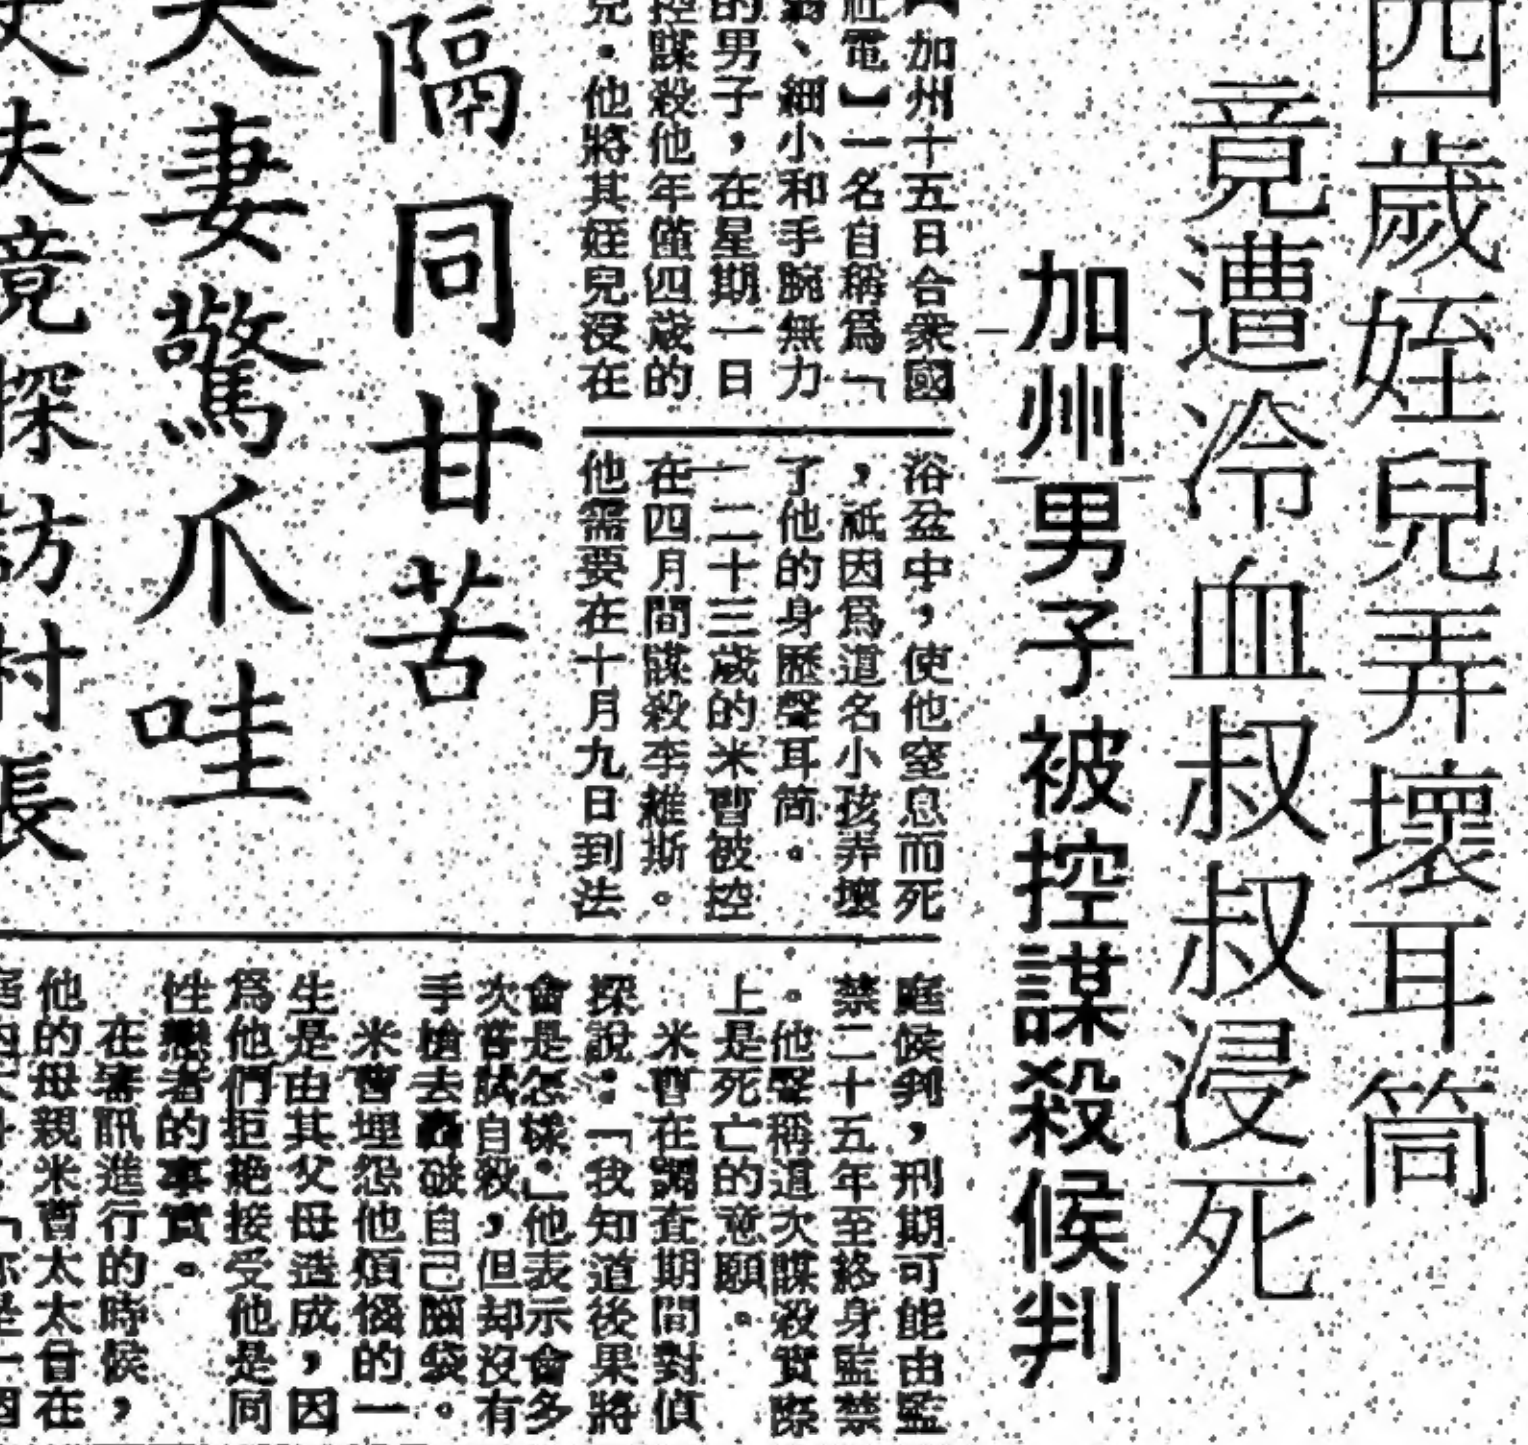 四歲姪兒弄壞耳筒
竟遭冷血叔叔浸死
加州男子被控謀殺候判
【加州十五日合衆國
社電】一名自稱爲「
弱、細小和手腕無力
的男子，在星期一日
控謀殺他年僅四歲的
兒。他將其姪兒浸在
浴盆中，使他窒息而死
，祇因爲道名小孩弄壞
了他的身歷聲耳筒。
二十三歲的米曹被控
在四月間謀殺李維斯。
他需要在十月九日到法
庭候判，刑期可能由監
禁二十五年至終身監禁
。他聲稱道次謀殺實際
上是死亡的意願。
米曹在調查期間對偵
探說：「我知道後果將
會是怎樣。」他表示會多
次嘗試自殺，但却沒有
手槍去轟破自己腦袋。
米曹埋怨他煩惱的一
生是由其父母造成，因
爲他們拒絕接受他是同
性戀者的事實。
在審訊進行的時候，
他的母親米曹太太曾在
隔同甘苦
夫妻驚爪哇
夫竟探訪村長